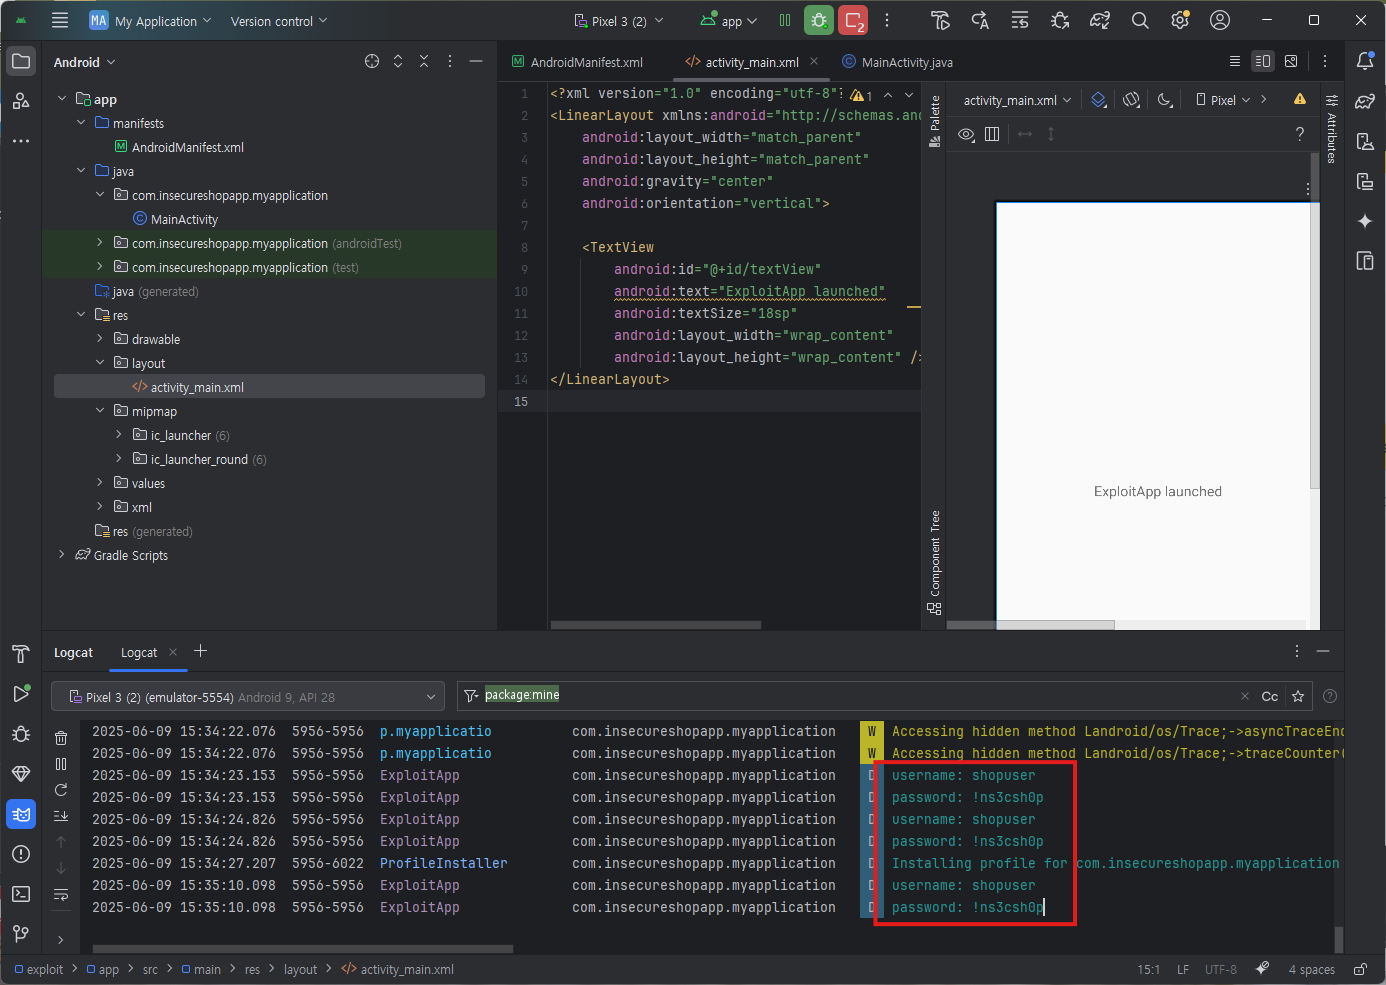 MA My Application
Version control
Pixel 3 (2)
app
2
Android
AndroidManifest.xml
activity_main.xml
MainActivity.java
app
manifests
AndroidManifest.xml
java
com.insecureshopapp.myapplication
MainActivity
com.insecureshopapp.myapplication (androidTest)
com.insecureshopapp.myapplication (test)
java (generated)
res
drawable
layout
activity_main.xml
mipmap
ic_launcher (6)
ic_launcher_round (6)
values
xml
res (generated)
Gradle Scripts
1 <?xml version="1.0" encoding="utf-8"?
1
2 <LinearLayout xmlns:android="http://schemas.and
3 android:layout_width="match_parent"
4 android:layout_height="match_parent"
5 android:gravity="center"
6 android:orientation="vertical">
7
8 <TextView
9 android:id="@+id/textView"
10 android:text="ExploitApp launched"
11 android:textSize="18sp"
12 android:layout_width="wrap_content"
13 android:layout_height="wrap_content" />
14 </LinearLayout>
15
Palette
Component Tree
activity_main.xml
Pixel
?
Attributes
ExploitApp launched
Logcat
Logcat
Pixel 3 (2) (emulator-5554) Android 9, API 28
package:mine
Cc
?
2025-06-09 15:34:22.076 5956-5956 p.myapplicatio com.insecureshopapp.myapplication W Accessing hidden method Landroid/os/Trace;->asyncTraceEnd
2025-06-09 15:34:22.076 5956-5956 p.myapplicatio com.insecureshopapp.myapplication W Accessing hidden method Landroid/os/Trace;->traceCounter(
2025-06-09 15:34:23.153 5956-5956 ExploitApp com.insecureshopapp.myapplication D username: shopuser
2025-06-09 15:34:23.153 5956-5956 ExploitApp com.insecureshopapp.myapplication D password: !ns3csh0p
2025-06-09 15:34:24.826 5956-5956 ExploitApp com.insecureshopapp.myapplication D username: shopuser
2025-06-09 15:34:24.826 5956-5956 ExploitApp com.insecureshopapp.myapplication D password: !ns3csh0p
2025-06-09 15:34:27.207 5956-6022 ProfileInstaller com.insecureshopapp.myapplication D Installing profile for com.insecureshopapp.myapplication
2025-06-09 15:35:10.098 5956-5956 ExploitApp com.insecureshopapp.myapplication D username: shopuser
2025-06-09 15:35:10.098 5956-5956 ExploitApp com.insecureshopapp.myapplication D password: !ns3csh0p
exploit > app > src > main > res > layout > activity_main.xml
15:1 LF UTF-8 4 spaces